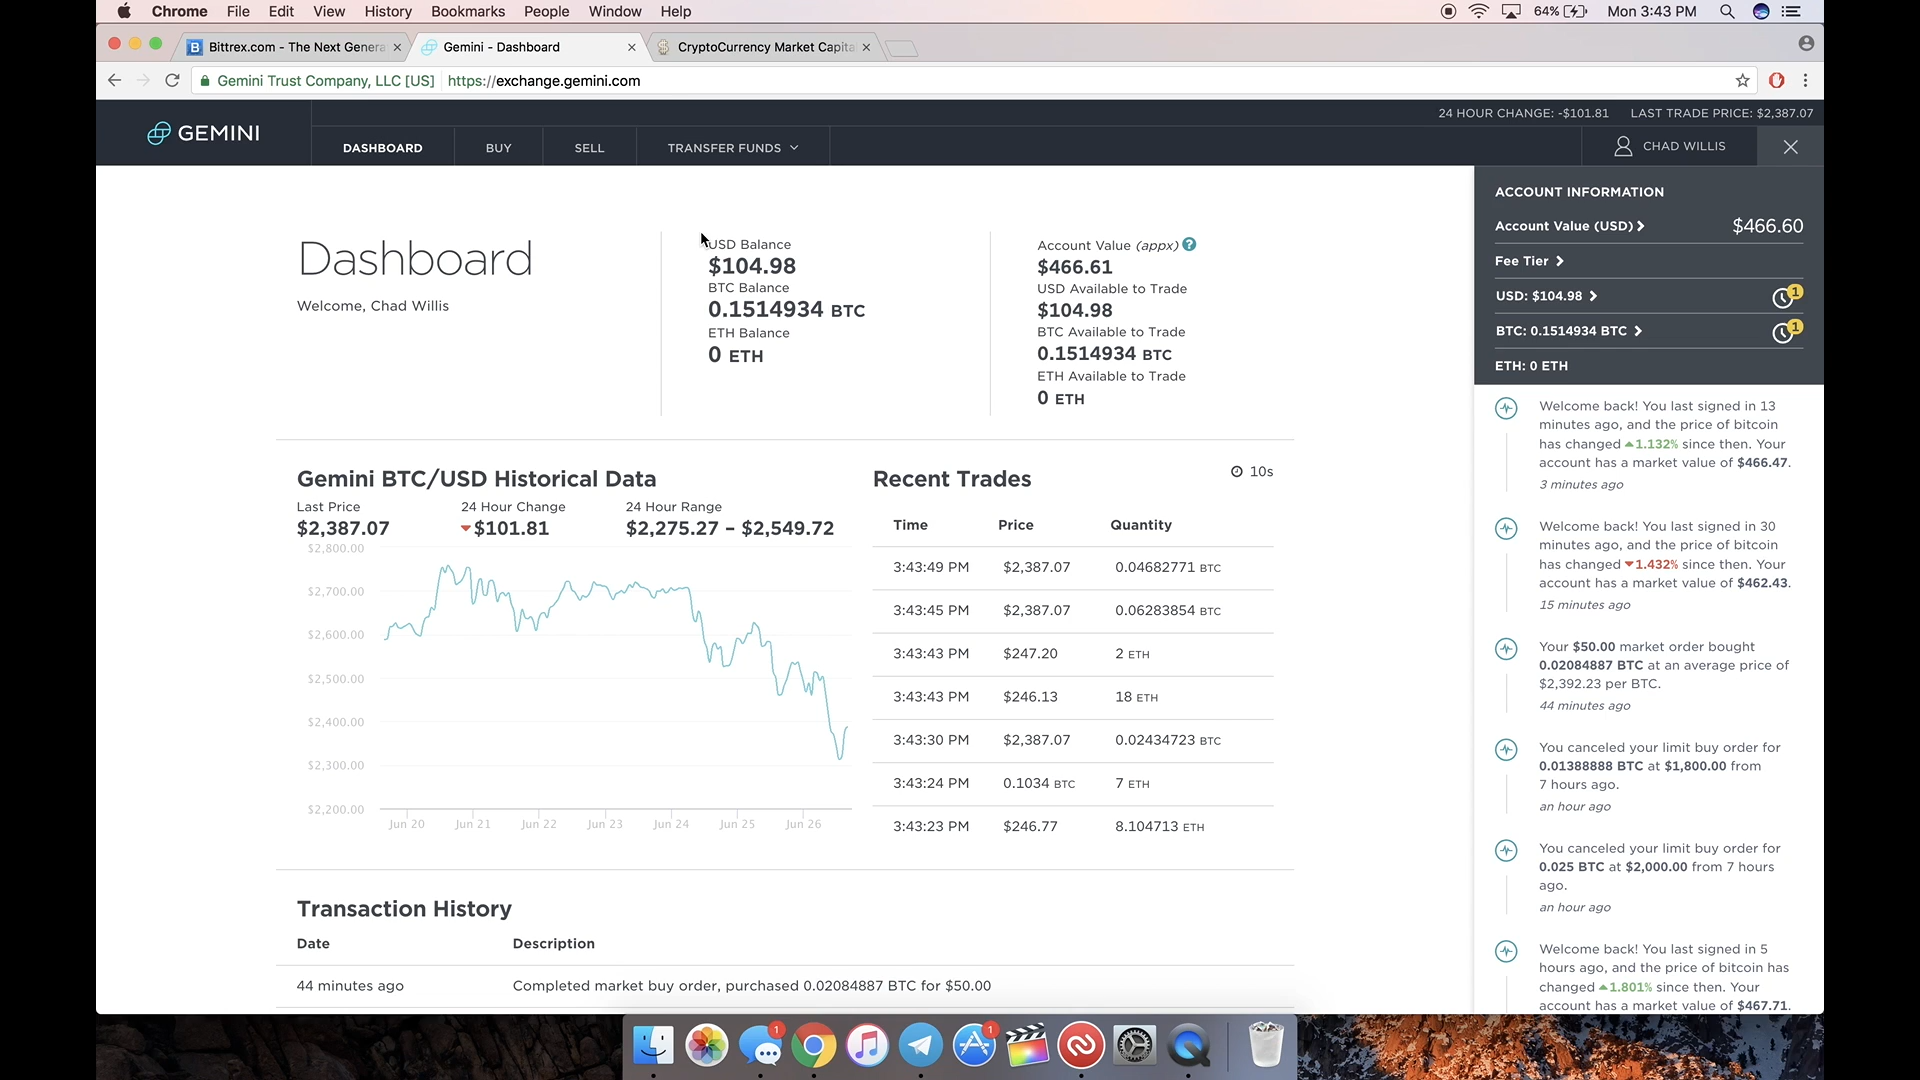 Chrome File Edit View History Bookmarks People Window Help
64% Mon 3:43 PM
Bittrex.com - The Next Genera
Gemini - Dashboard
CryptoCurrency Market Capita
Gemini Trust Company, LLC [US] https://exchange.gemini.com
24 HOUR CHANGE: -$101.81 LAST TRADE PRICE: $2,387.07
GEMINI
DASHBOARD BUY SELL TRANSFER FUNDS
CHAD WILLIS
Dashboard
Welcome, Chad Willis
USD Balance
$104.98
BTC Balance
0.1514934 BTC
ETH Balance
0 ETH
Account Value (appx) ?
$466.61
USD Available to Trade
$104.98
BTC Available to Trade
0.1514934 BTC
ETH Available to Trade
0 ETH
Gemini BTC/USD Historical Data
Last Price 24 Hour Change 24 Hour Range
$2,387.07 $101.81 $2,275.27 – $2,549.72
$2,800.00
$2,700.00
$2,600.00
$2,500.00
$2,400.00
$2,300.00
$2,200.00
Jun 20 Jun 21 Jun 22 Jun 23 Jun 24 Jun 25 Jun 26
Recent Trades
10s
Time Price Quantity
3:43:49 PM $2,387.07 0.04682771 BTC
3:43:45 PM $2,387.07 0.06283854 BTC
3:43:43 PM $247.20 2 ETH
3:43:43 PM $246.13 18 ETH
3:43:30 PM $2,387.07 0.02434723 BTC
3:43:24 PM 0.1034 BTC 7 ETH
3:43:23 PM $246.77 8.104713 ETH
Transaction History
Date Description
44 minutes ago Completed market buy order, purchased 0.02084887 BTC for $50.00
ACCOUNT INFORMATION
Account Value (USD) $466.60
Fee Tier
USD: $104.98 1
BTC: 0.1514934 BTC 1
ETH: 0 ETH
Welcome back! You last signed in 13
minutes ago, and the price of bitcoin
has changed 1.132% since then. Your
account has a market value of $466.47.
3 minutes ago
Welcome back! You last signed in 30
minutes ago, and the price of bitcoin
has changed 1.432% since then. Your
account has a market value of $462.43.
15 minutes ago
Your $50.00 market order bought
0.02084887 BTC at an average price of
$2,392.23 per BTC.
44 minutes ago
You canceled your limit buy order for
0.01388888 BTC at $1,800.00 from
7 hours ago.
an hour ago
You canceled your limit buy order for
0.025 BTC at $2,000.00 from 7 hours
ago.
an hour ago
Welcome back! You last signed in 5
hours ago, and the price of bitcoin has
changed 1.801% since then. Your
account has a market value of $467.71.
1
1